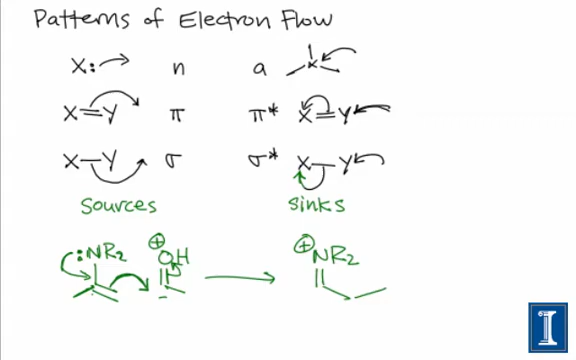 Patterns of Electron Flow
X: n a
X=Y π π* X=Y
X-Y σ σ* X-Y
Sources sinks
:NR2 ⊕OH ⊕NR2
I